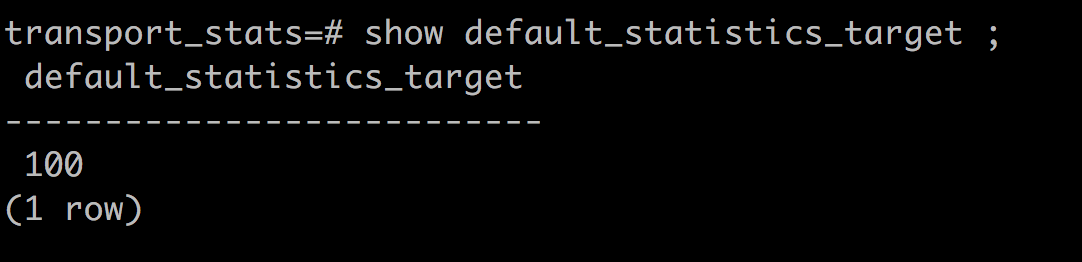 transport_stats=# show default_statistics_target ;
 default_statistics_target
---------------------------
 100
(1 row)